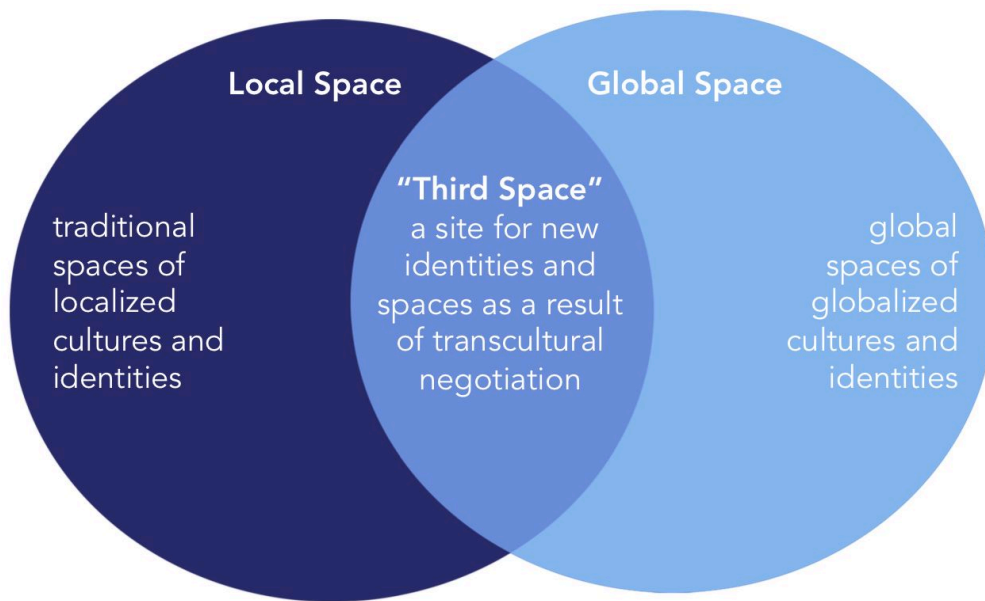 Local Space
traditional
spaces of
localized
cultures and
identities
“Third Space”
a site for new
identities and
spaces as a result
of transcultural
negotiation
Global Space
global
spaces of
globalized
cultures and
identities